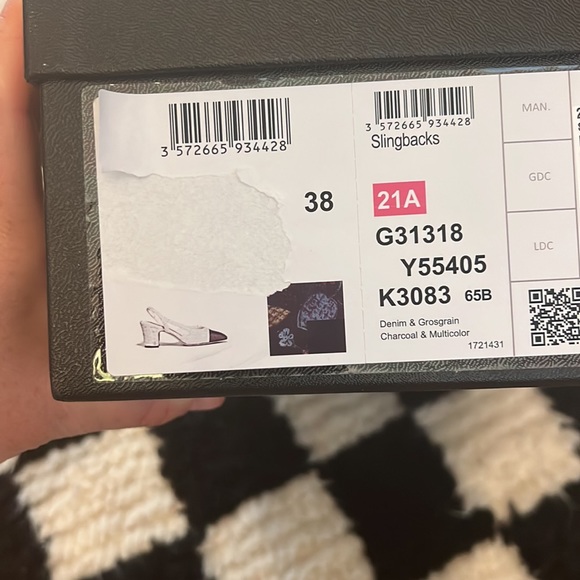 3 572665 934428
38
3 572665 934428
Slingbacks
21A
G31318
Y55405
K3083 65B
Denim & Grosgrain
Charcoal & Multicolor
1721431
MAN.
GDC
LDC